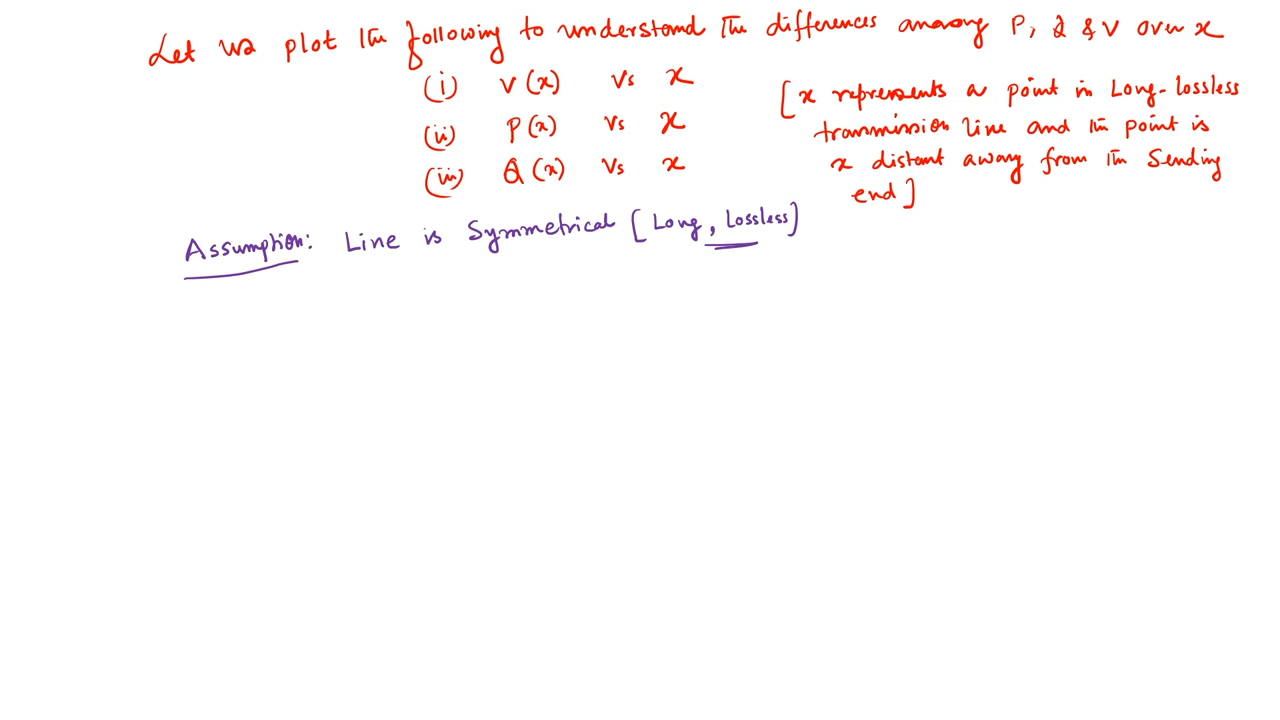 Let us plot the following to understand the differences among P, Q & V over x
(i) V(x) Vs x
(ii) P(x) Vs x
(iii) Q(x) Vs x
[x represents a point in Long-lossless
transmission line and the point is
x distant away from the Sending
end]
Assumption: Line is Symmetrical [Long, Lossless]